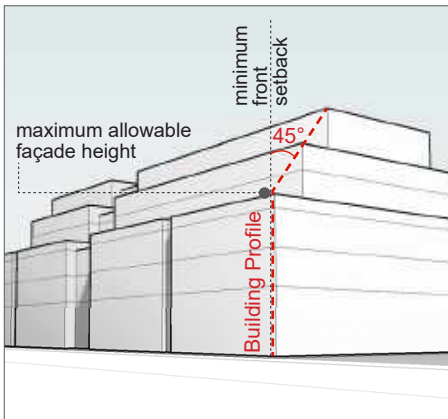 minimum
front
setback
45°
maximum allowable
façade height
Building Profile